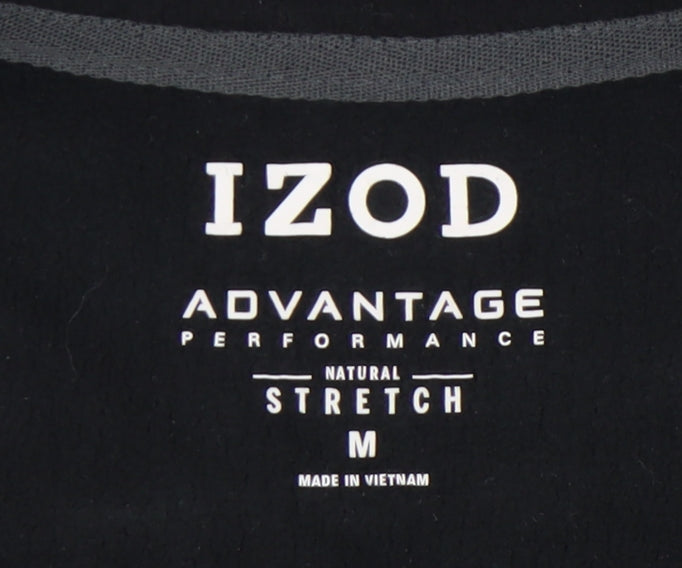 IZOD
ADVANTAGE
PERFORMANCE
NATURAL
STRETCH
M
MADE IN VIETNAM